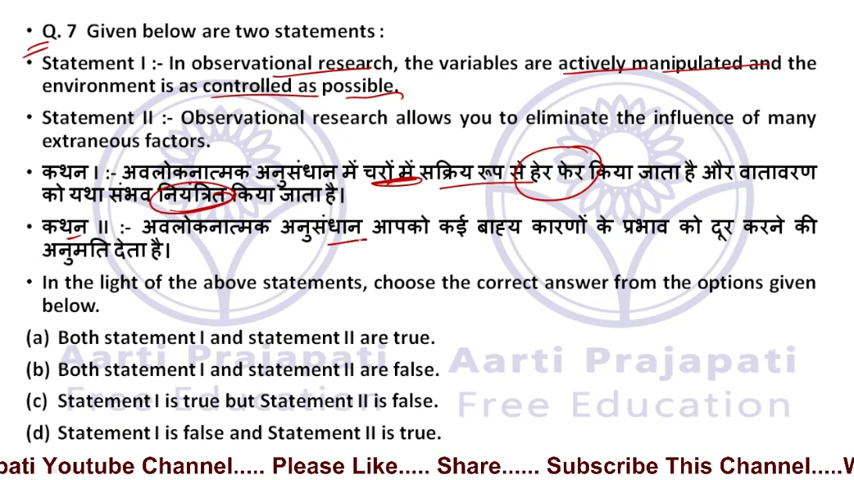 • Q. 7 Given below are two statements :
• Statement I :- In observational research, the variables are actively manipulated and the
environment is as controlled as possible.
• Statement II :- Observational research allows you to eliminate the influence of many
extraneous factors.
• कथन I :- अवलोकनात्मक अनुसंधान में चरों में सक्रिय रूप से हेर फेर किया जाता है और वातावरण
को यथा संभव नियंत्रित किया जाता है।
• कथन II :- अवलोकनात्मक अनुसंधान आपको कई बाह्य कारणों के प्रभाव को दूर करने की
अनुमति देता है।
• In the light of the above statements, choose the correct answer from the options given
below.
(a) Both statement I and statement II are true.
(b) Both statement I and statement II are false.
(c) Statement I is true but Statement II is false.
(d) Statement I is false and Statement II is true.
Aarti Prajapati Aarti Prajapati
Free Education Free Education
pati Youtube Channel..... Please Like..... Share...... Subscribe This Channel.....W